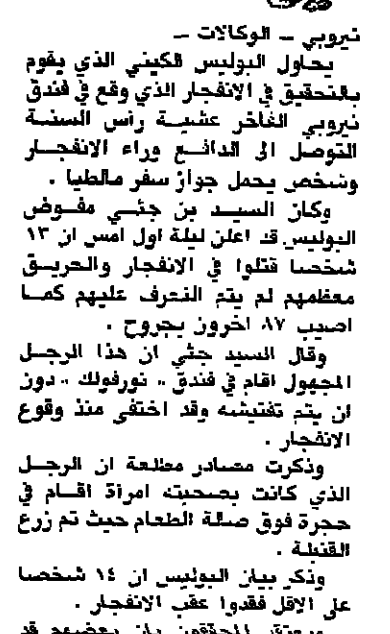 نيروبي – الوكالات –
يحاول البوليس الكيني الذي يقوم
بالتحقيق في الانفجار الذي وقع في فندق
نيروبي الفاخر عشية رأس السنة
التوصل الى الدافع وراء الانفجار
وشخص يحمل جواز سفر مالطيا .
وكان السيد بن جثي مفوض
البوليس قد اعلن ليلة اول امس ان ١٣
شخصا قتلوا في الانفجار والحريق
معظمهم لم يتم التعرف عليهم كما
اصيب ٨٧ اخرون بجروح .
وقال السيد جثي ان هذا الرجل
المجهول اقام في فندق « نورفولك » دون
ان يتم تفتيشه وقد اختفى منذ وقوع
الانفجار .
وذكرت مصادر مطلعة ان الرجل
الذي كانت بصحبته امرأة اقام في
حجرة فوق صالة الطعام حيث تم زرع
القنبلة .
وذكر بيان البوليس ان ١٤ شخصا
على الاقل فقدوا عقب الانفجار .